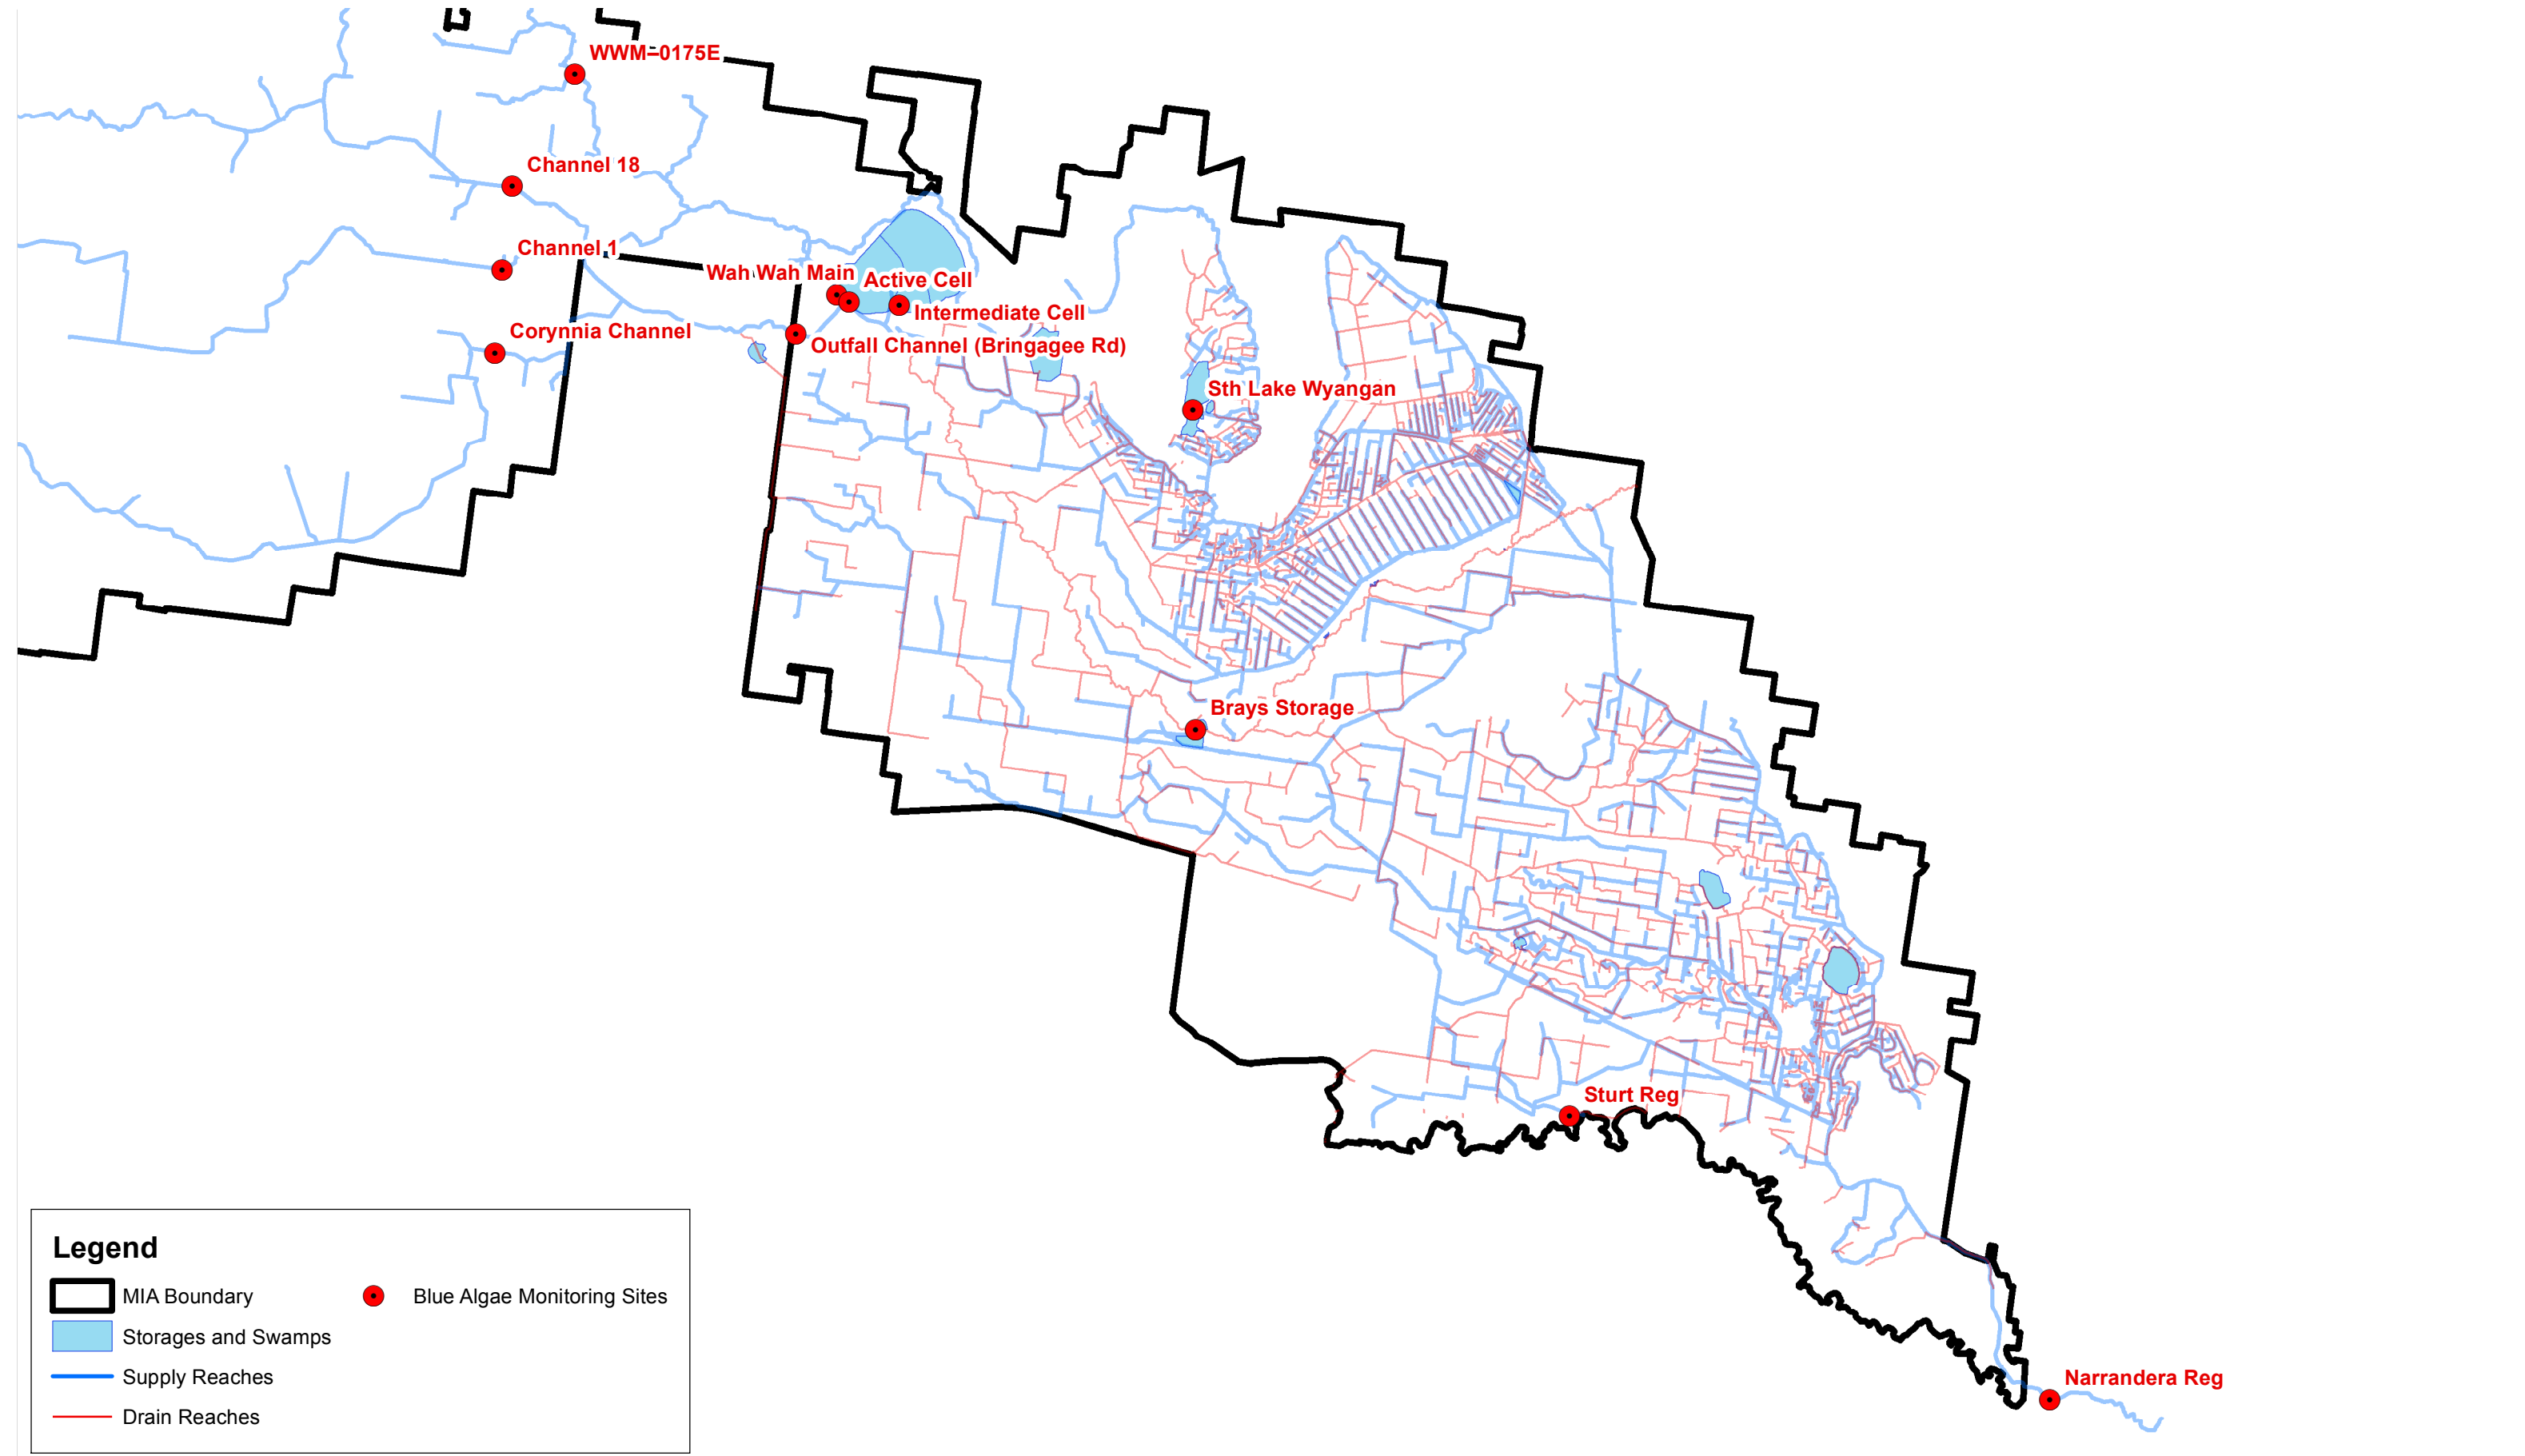 WWM-0175E
Channel 18
Channel 1
Wah Wah Main
Active Cell
Intermediate Cell
Corynnia Channel
Outfall Channel (Bringagee Rd)
Sth Lake Wyangan
Brays Storage
Sturt Reg
Narrandera Reg
Legend
MIA Boundary
Blue Algae Monitoring Sites
Storages and Swamps
Supply Reaches
Drain Reaches